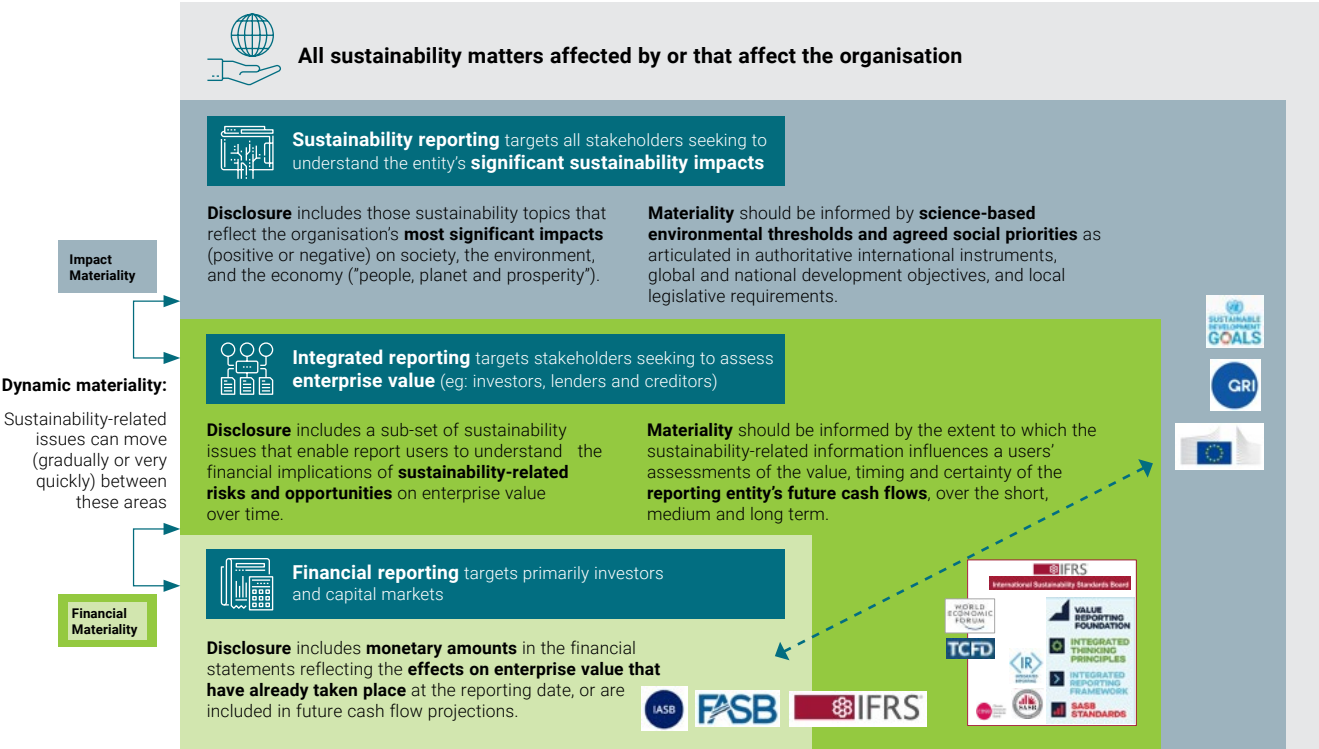 All sustainability matters affected by or that affect the organisation
Sustainability reporting targets all stakeholders seeking to
understand the entity's significant sustainability impacts
Disclosure includes those sustainability topics that
reflect the organisation's most significant impacts
(positive or negative) on society, the environment,
and the economy ("people, planet and prosperity").
Materiality should be informed by science-based
environmental thresholds and agreed social priorities as
articulated in authoritative international instruments,
global and national development objectives, and local
legislative requirements.
Impact
Materiality
SUSTAINABLE
DEVELOPMENT
GOALS
GRI
Integrated reporting targets stakeholders seeking to assess
enterprise value (eg: investors, lenders and creditors)
Dynamic materiality:
Sustainability-related
issues can move
(gradually or very
quickly) between
these areas
Disclosure includes a sub-set of sustainability
issues that enable report users to understand the
financial implications of sustainability-related
risks and opportunities on enterprise value
over time.
Materiality should be informed by the extent to which the
sustainability-related information influences a users'
assessments of the value, timing and certainty of the
reporting entity's future cash flows, over the short,
medium and long term.
Financial reporting targets primarily investors
and capital markets
Financial
Materiality
Disclosure includes monetary amounts in the financial
statements reflecting the effects on enterprise value that
have already taken place at the reporting date, or are
included in future cash flow projections.
IASB
FASB
IFRS
IFRS
International Sustainability Standards Board
WORLD
ECONOMIC
FORUM
TCFD
VALUE
REPORTING
FOUNDATION
INTEGRATED
THINKING
PRINCIPLES
INTEGRATED
REPORTING
FRAMEWORK
SASB
STANDARDS
IR
SASB